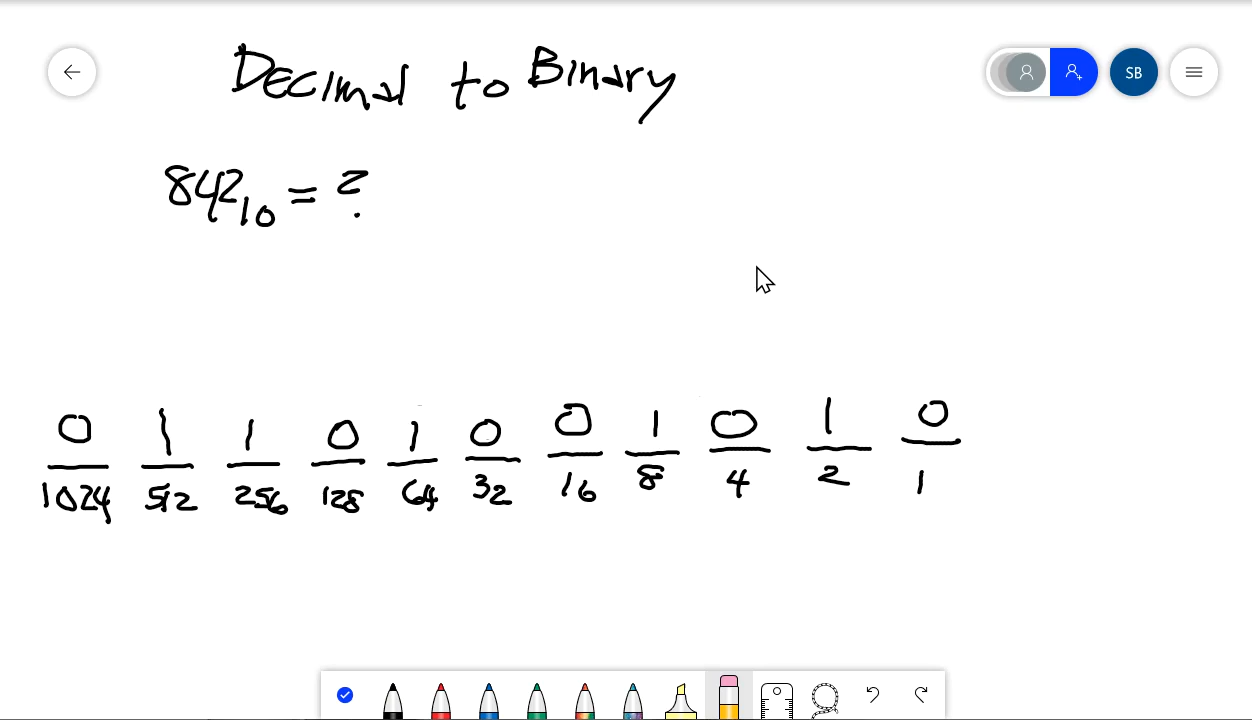 Decimal to Binary
SB
842₁₀ = ?
0 1 1 0 1 0 0 1 0 1 0
1024 512 256 128 64 32 16 8 4 2 1